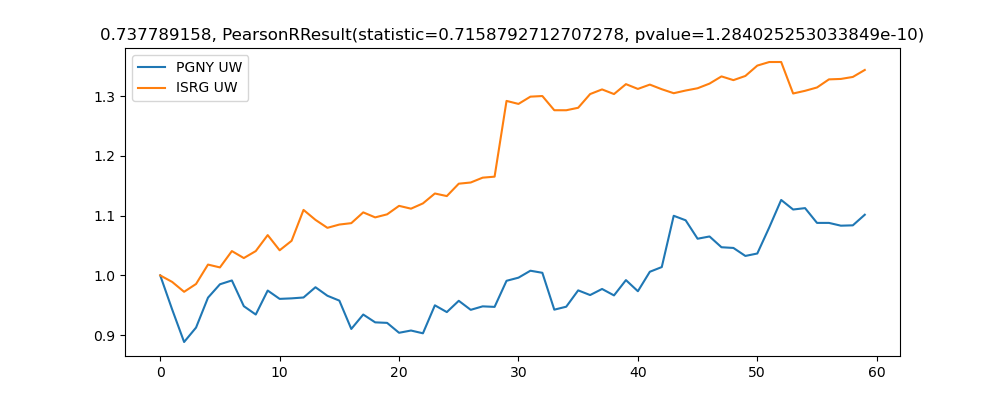 0.737789158, PearsonRResult(statistic=0.7158792712707278, pvalue=1.284025253033849e-10)
PGNY UW
ISRG UW
1.3
1.2
1.1
1.0
0.9
0 10 20 30 40 50 60